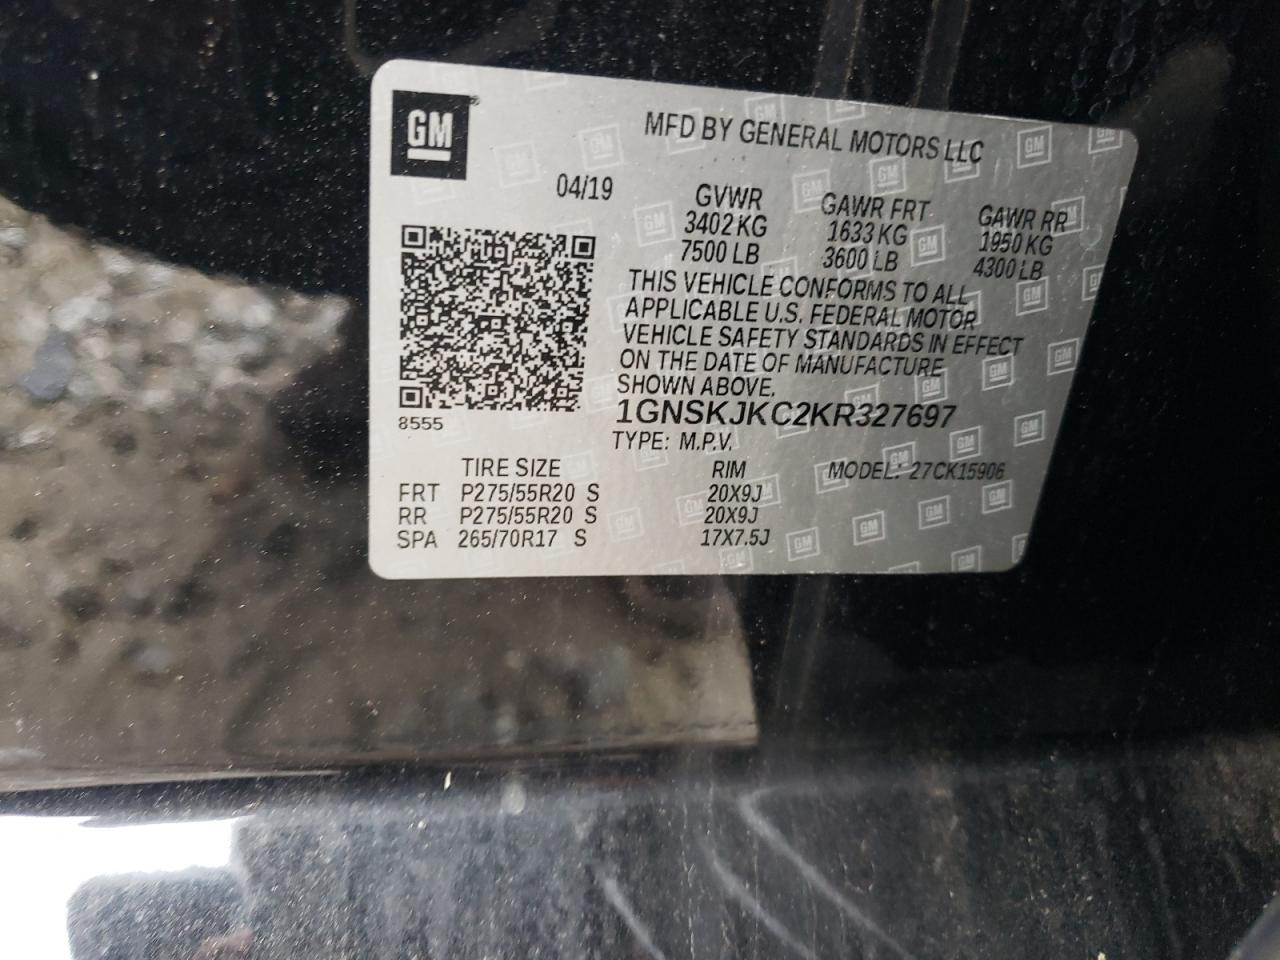 GM
MFD BY GENERAL MOTORS LLC
04/19
GVWR GAWR FRT GAWR RR
3402 KG 1633 KG 1950 KG
7500 LB 3600 LB 4300 LB
THIS VEHICLE CONFORMS TO ALL
APPLICABLE U.S. FEDERAL MOTOR
VEHICLE SAFETY STANDARDS IN EFFECT
ON THE DATE OF MANUFACTURE
SHOWN ABOVE.
8555
1GNSKJKC2KR327697
TYPE: M.P.V.
TIRE SIZE RIM MODEL: 27CK15906
FRT P275/55R20 S 20X9J
RR P275/55R20 S 20X9J
SPA 265/70R17 S 17X7.5J